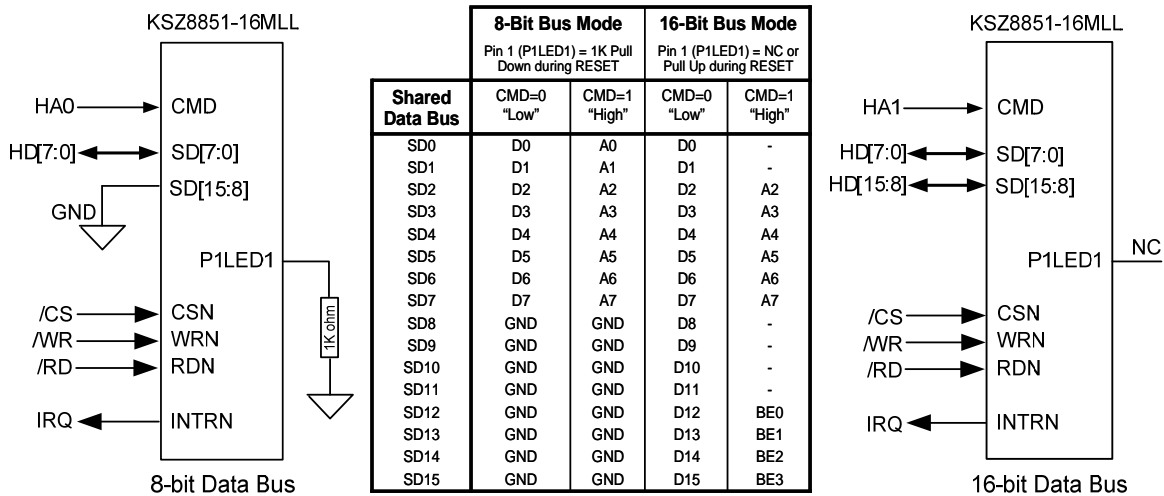 KSZ8851-16MLL
HA0
CMD
HD[7:0]
SD[7:0]
SD[15:8]
GND
P1LED1
1K ohm
/CS
CSN
/WR
WRN
/RD
RDN
IRQ
INTRN
8-bit Data Bus
8-Bit Bus Mode 16-Bit Bus Mode
Pin 1 (P1LED1) = 1K Pull Down during RESET
Pin 1 (P1LED1) = NC or Pull Up during RESET
Shared Data Bus
CMD=0 "Low" CMD=1 "High" CMD=0 "Low" CMD=1 "High"
SD0 D0 A0 D0 -
SD1 D1 A1 D1 -
SD2 D2 A2 D2 A2
SD3 D3 A3 D3 A3
SD4 D4 A4 D4 A4
SD5 D5 A5 D5 A5
SD6 D6 A6 D6 A6
SD7 D7 A7 D7 A7
SD8 GND GND D8 -
SD9 GND GND D9 -
SD10 GND GND D10 -
SD11 GND GND D11 -
SD12 GND GND D12 BE0
SD13 GND GND D13 BE1
SD14 GND GND D14 BE2
SD15 GND GND D15 BE3
KSZ8851-16MLL
HA1
CMD
HD[7:0]
SD[7:0]
HD[15:8]
SD[15:8]
P1LED1
NC
/CS
CSN
/WR
WRN
/RD
RDN
IRQ
INTRN
16-bit Data Bus